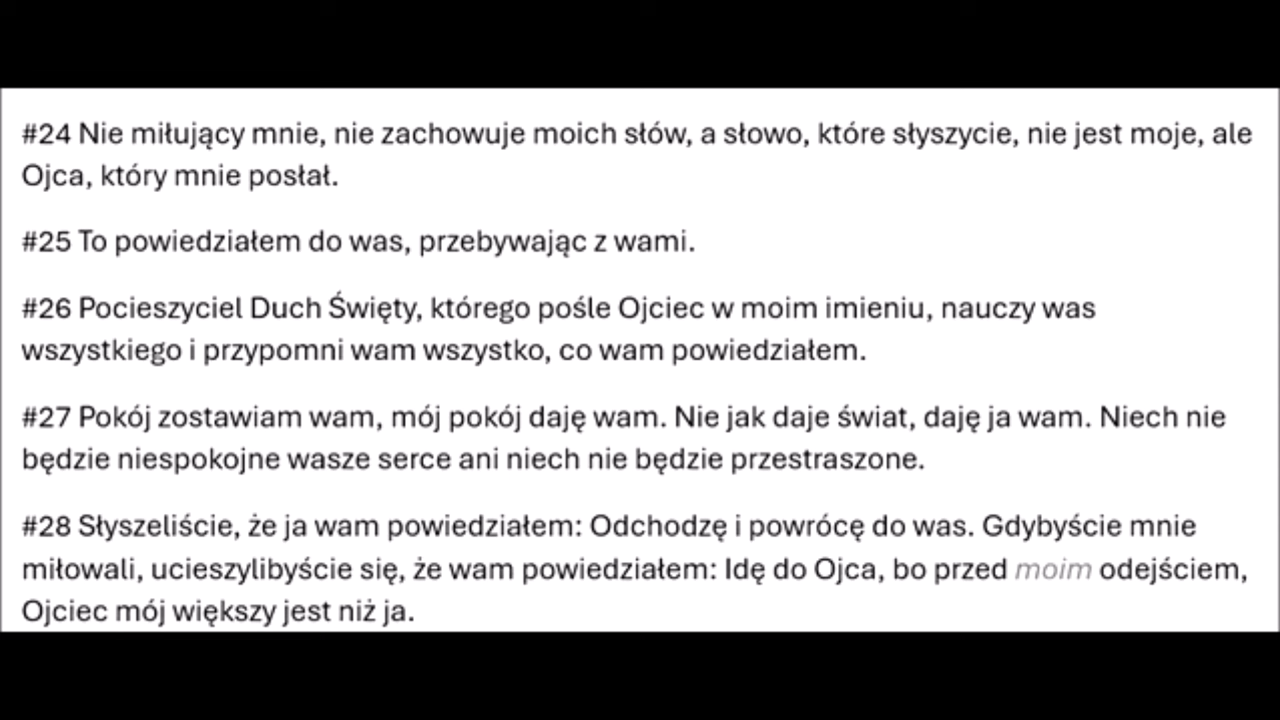 #24 Nie miłujący mnie, nie zachowuje moich słów, a słowo, które słyszycie, nie jest moje, ale
Ojca, który mnie posłał.
#25 To powiedziałem do was, przebywając z wami.
#26 Pocieszyciel Duch Święty, którego pośle Ojciec w moim imieniu, nauczy was
wszystkiego i przypomni wam wszystko, co wam powiedziałem.
#27 Pokój zostawiam wam, mój pokój daję wam. Nie jak daje świat, daję ja wam. Niech nie
będzie niespokojne wasze serce ani niech nie będzie przestraszone.
#28 Słyszeliście, że ja wam powiedziałem: Odchodzę i powrócę do was. Gdybyście mnie
miłowali, ucieszylibyście się, że wam powiedziałem: Idę do Ojca, bo przed moim odejściem,
Ojciec mój większy jest niż ja.